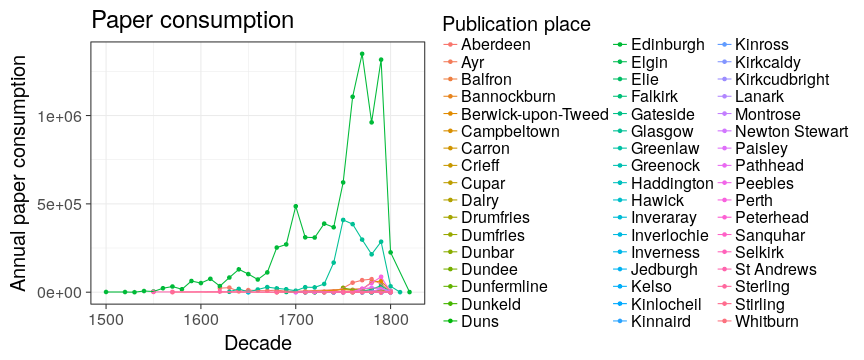 Paper consumption
Annual paper consumption
1e+06
5e+05
0e+00
1500
1600
1700
1800
Decade
Publication place
Aberdeen
Ayr
Balfron
Bannockburn
Berwick-upon-Tweed
Campbeltown
Carron
Crieff
Cupar
Dalry
Drumfries
Dumfries
Dunbar
Dundee
Dunfermline
Dunkeld
Duns
Edinburgh
Elgin
Elie
Falkirk
Gateside
Glasgow
Greenlaw
Greenock
Haddington
Hawick
Inveraray
Inverlochie
Inverness
Jedburgh
Kelso
Kinlocheil
Kinnaird
Kinross
Kirkcaldy
Kirkcudbright
Lanark
Montrose
Newton Stewart
Paisley
Pathhead
Peebles
Perth
Peterhead
Sanquhar
Selkirk
St Andrews
Sterling
Stirling
Whitburn